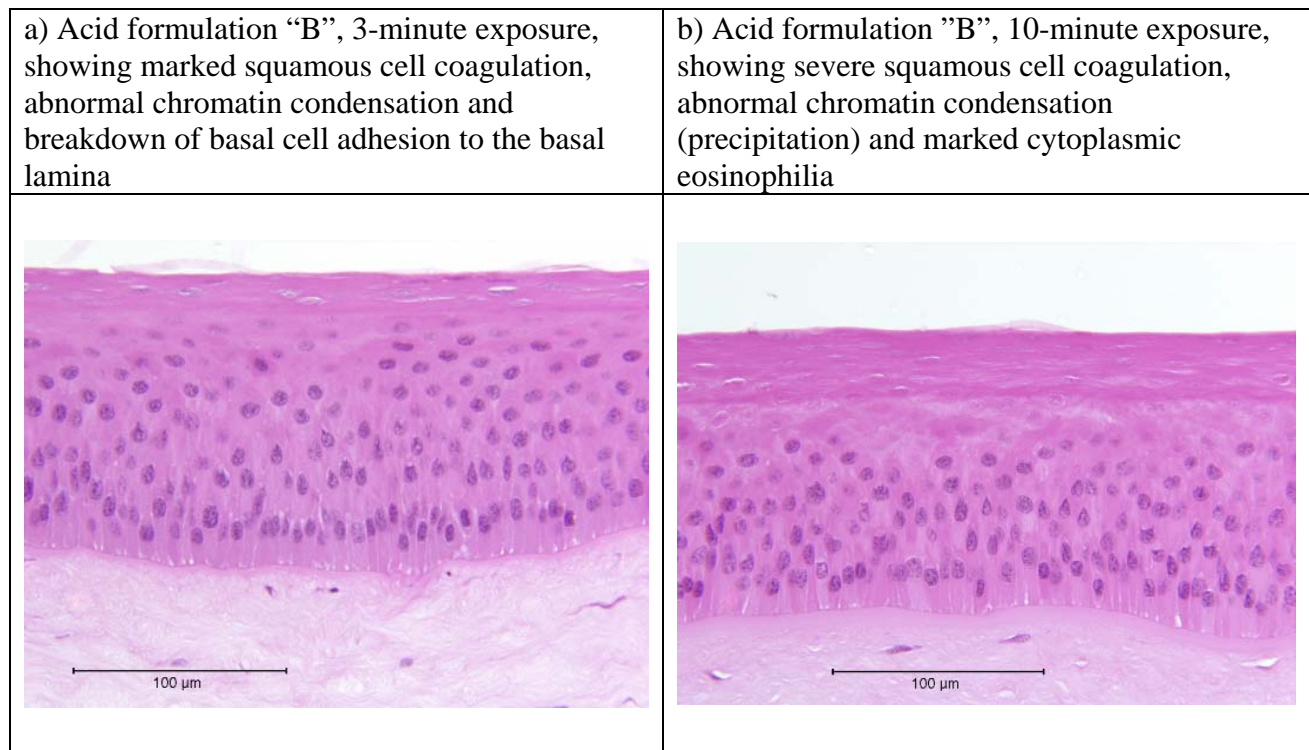 a) Acid formulation “B”, 3-minute exposure,
showing marked squamous cell coagulation,
abnormal chromatin condensation and
breakdown of basal cell adhesion to the basal
lamina
b) Acid formulation ”B”, 10-minute exposure,
showing severe squamous cell coagulation,
abnormal chromatin condensation
(precipitation) and marked cytoplasmic
eosinophilia
100 µm
100 µm